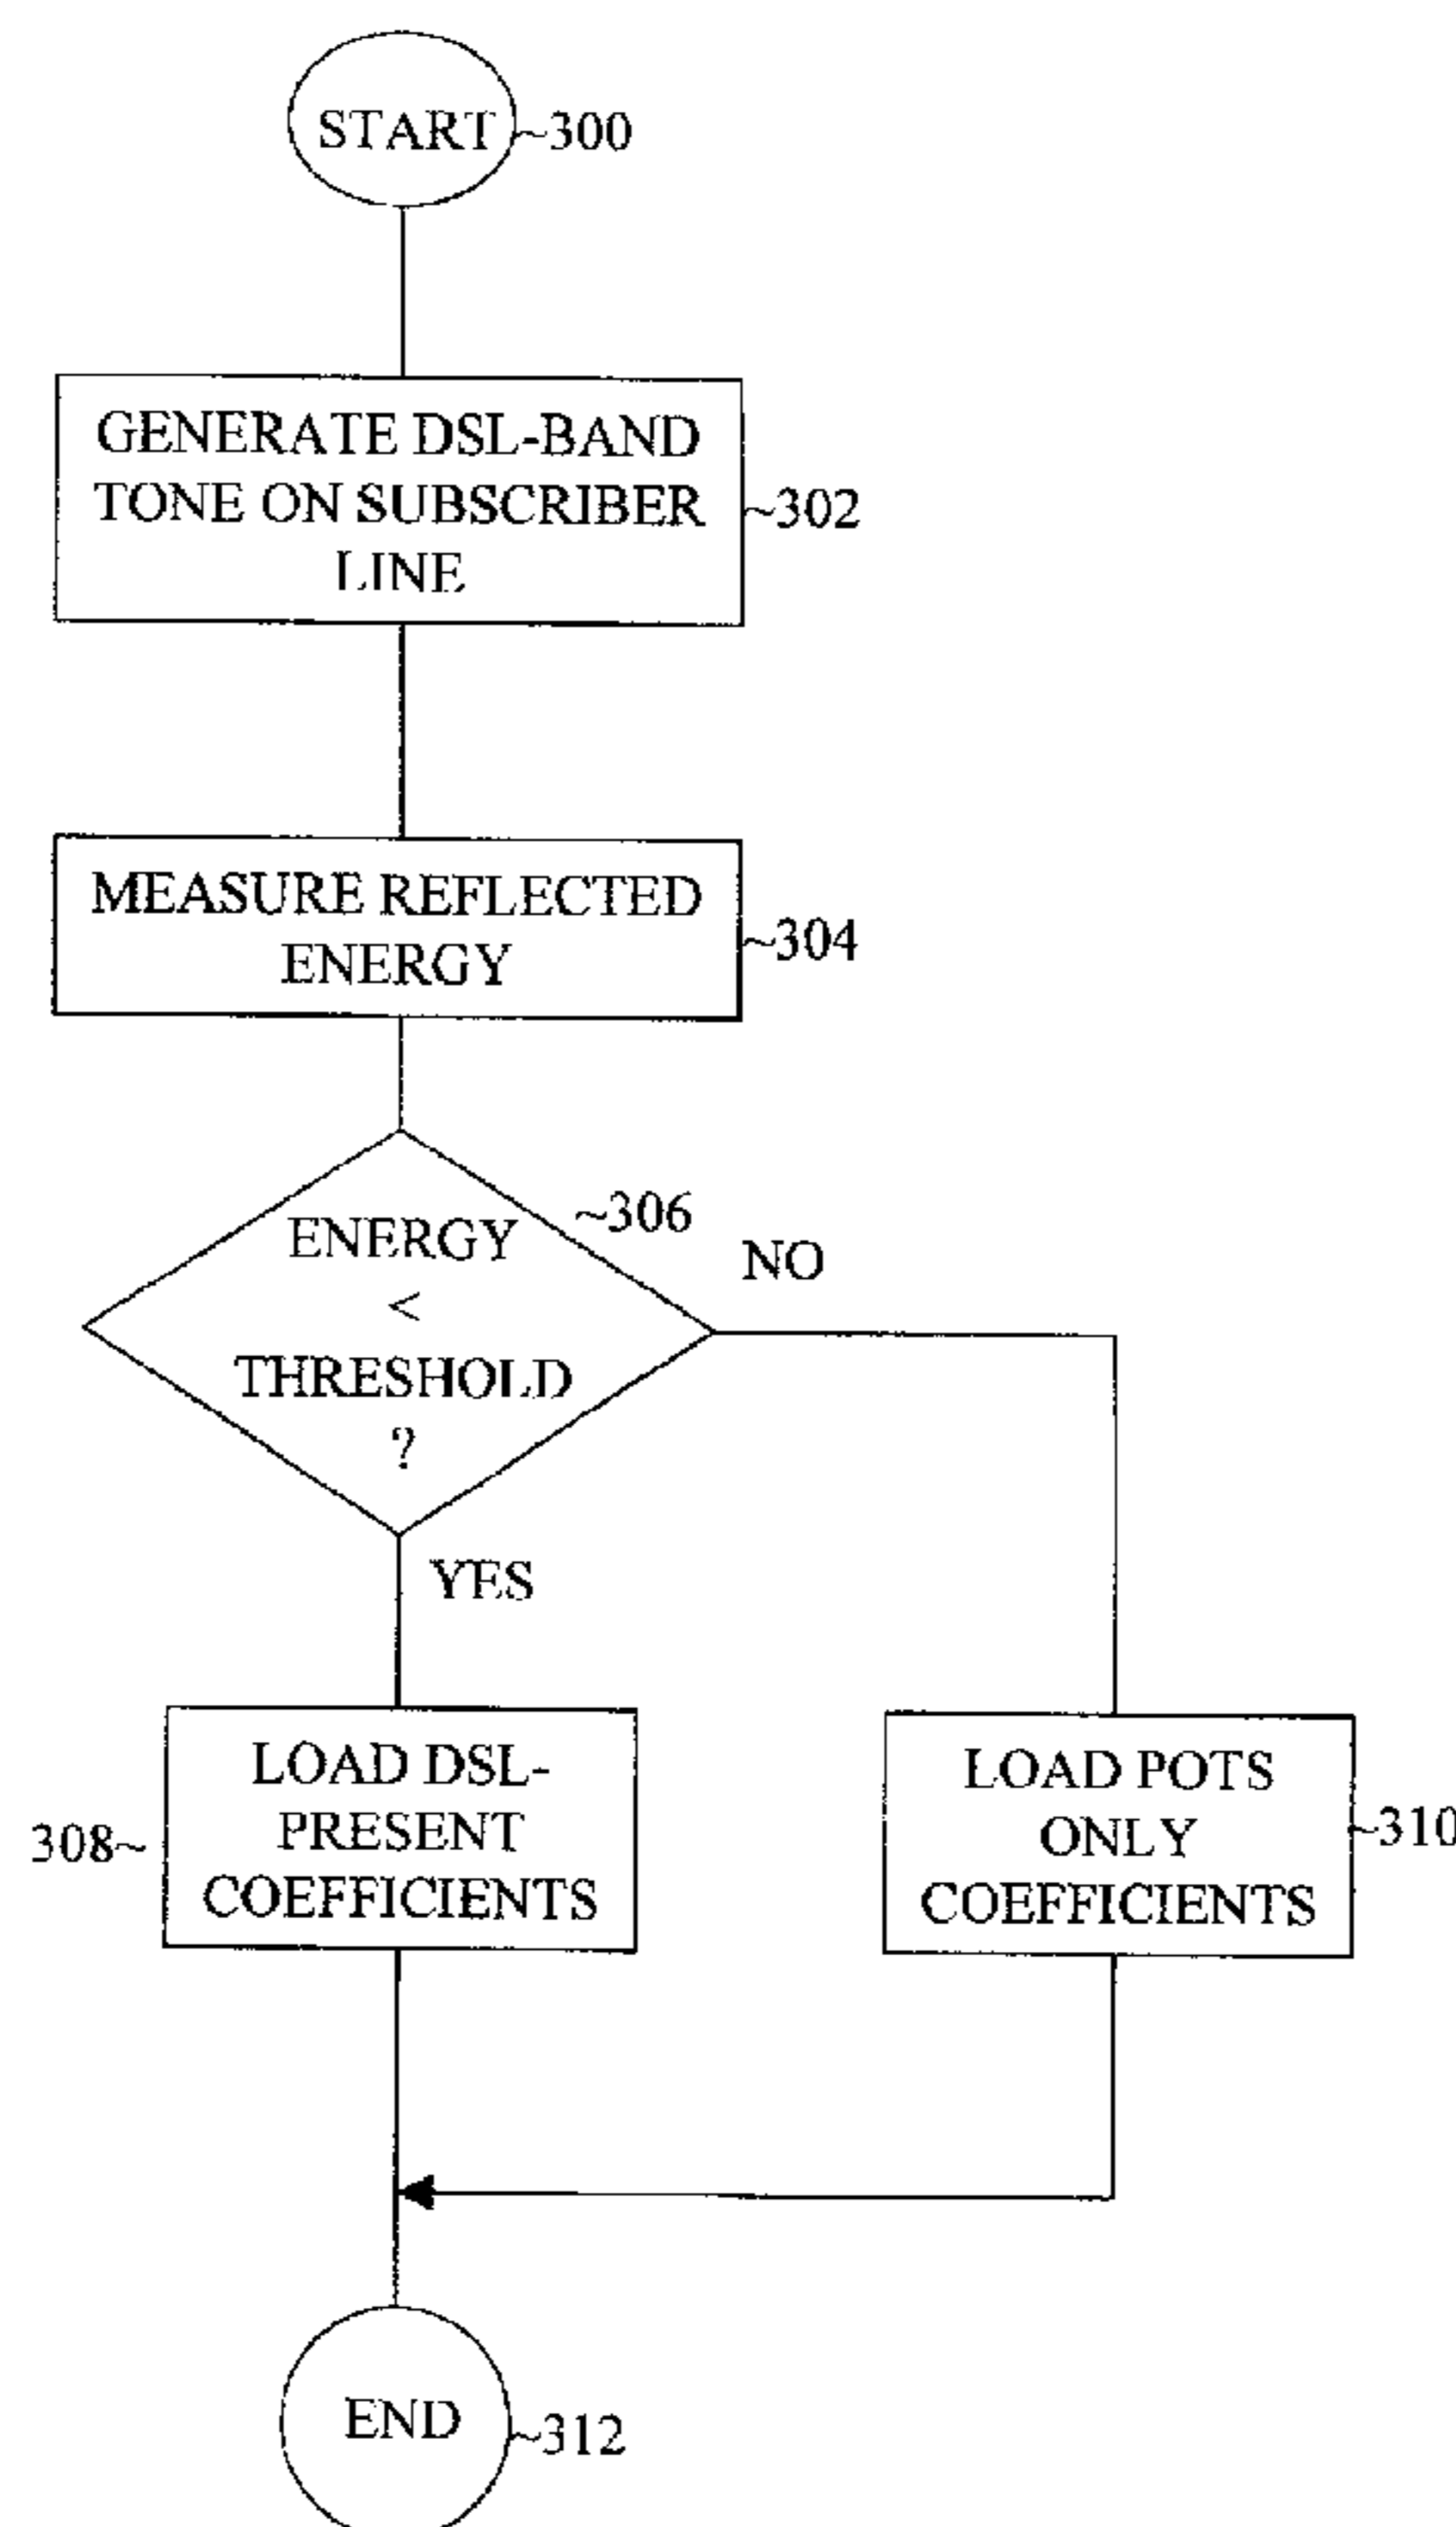 START ~300
GENERATE DSL-BAND
TONE ON SUBSCRIBER
LINE
~302
MEASURE REFLECTED
ENERGY
~304
ENERGY
<
THRESHOLD
?
~306
NO
YES
LOAD DSL-
PRESENT
COEFFICIENTS
308~
LOAD POTS
ONLY
COEFFICIENTS
~310
END ~312